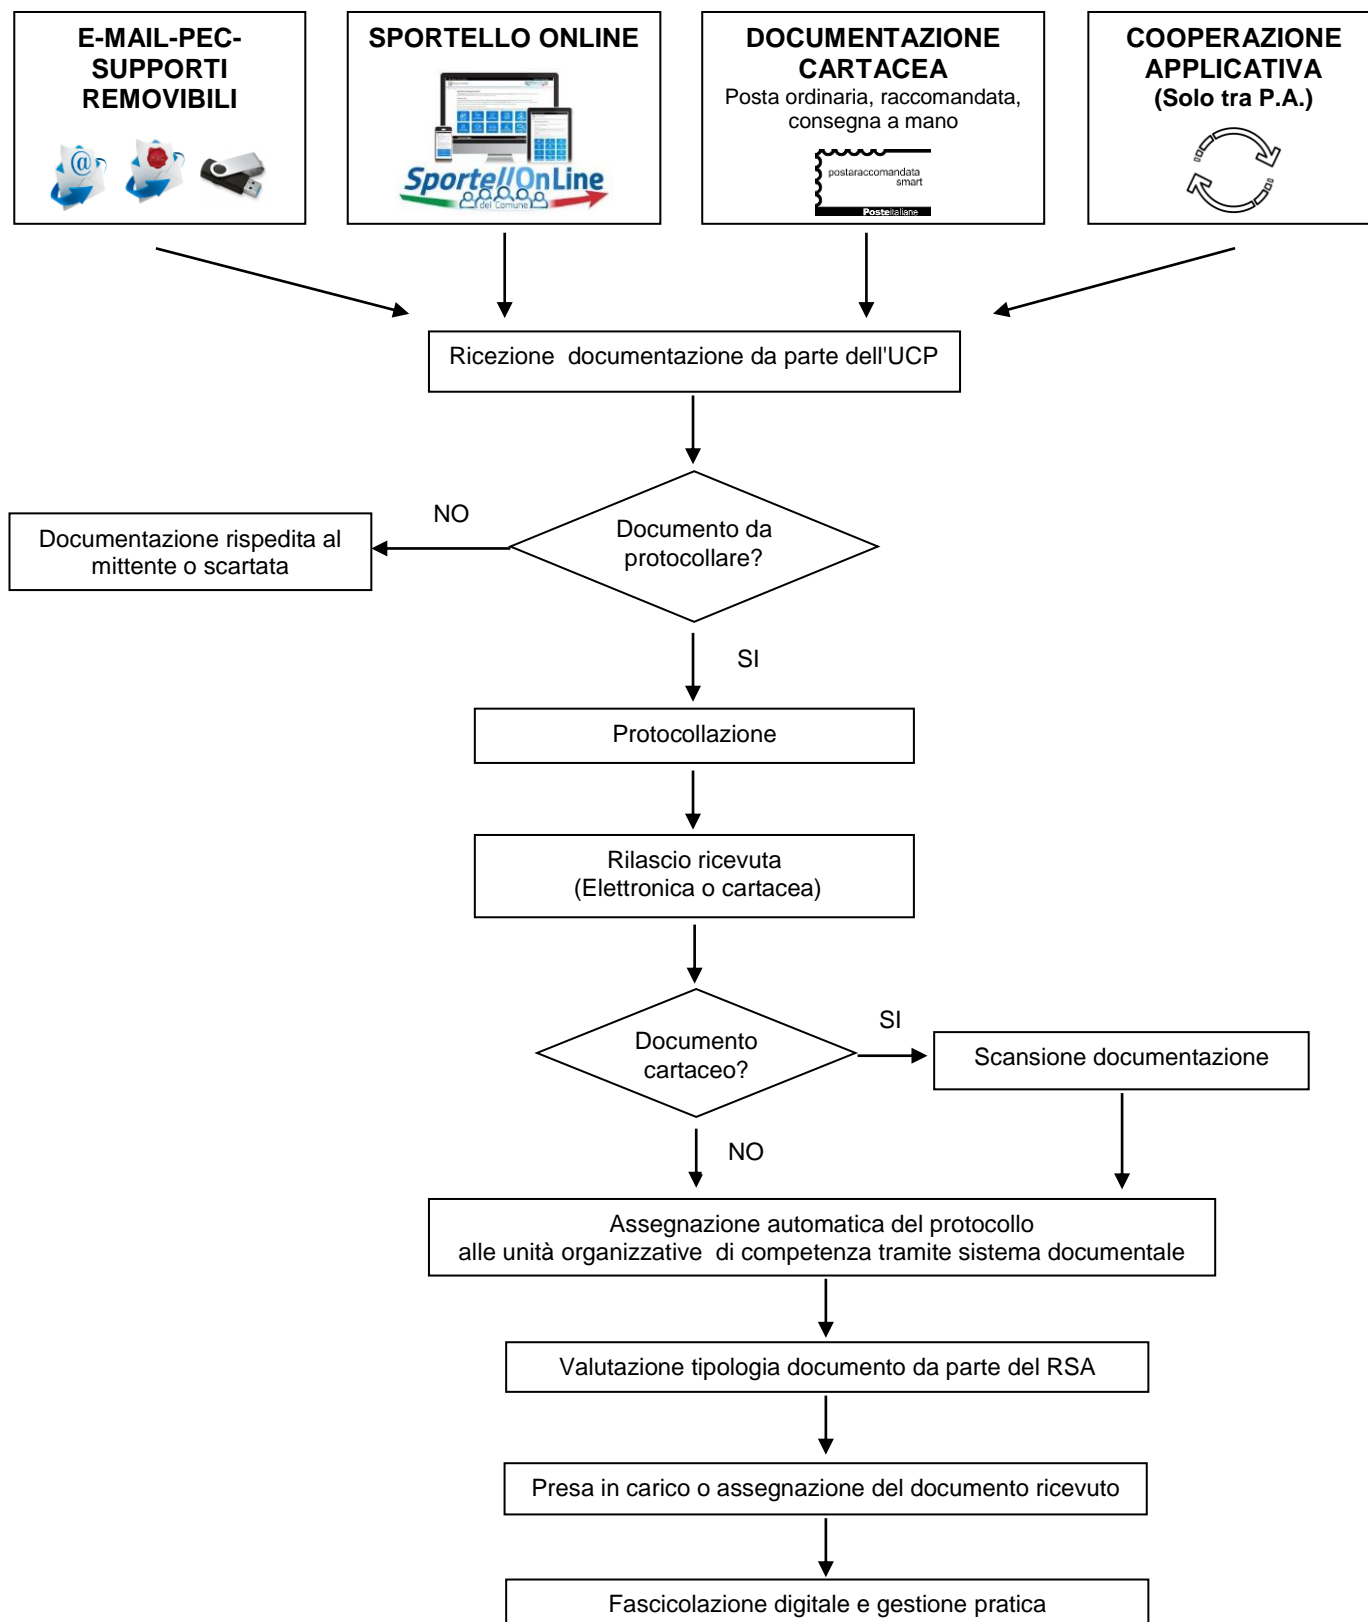 E-MAIL-PEC-
SUPPORTI
REMOVIBILI
@
SPORTELLO ONLINE
SportellOnLine
del Comune
DOCUMENTAZIONE
CARTACEA
Posta ordinaria, raccomandata,
consegna a mano
postaraccomandata
smart
Posteitaliane
COOPERAZIONE
APPLICATIVA
(Solo tra P.A.)
Ricezione documentazione da parte dell'UCP
Documento da
protocollare?
NO
Documentazione rispedita al
mittente o scartata
SI
Protocollazione
Rilascio ricevuta
(Elettronica o cartacea)
Documento
cartaceo?
SI
Scansione documentazione
NO
Assegnazione automatica del protocollo
alle unità organizzative di competenza tramite sistema documentale
Valutazione tipologia documento da parte del RSA
Presa in carico o assegnazione del documento ricevuto
Fascicolazione digitale e gestione pratica